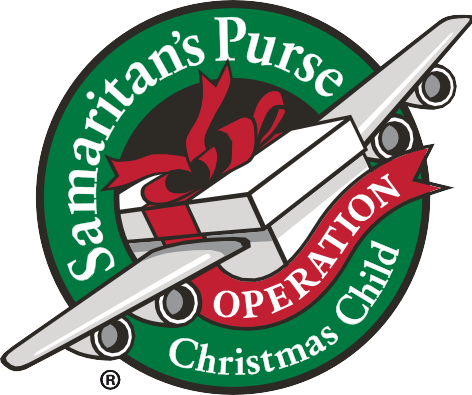 Samaritan's Purse
OPERATION
Christmas Child
®